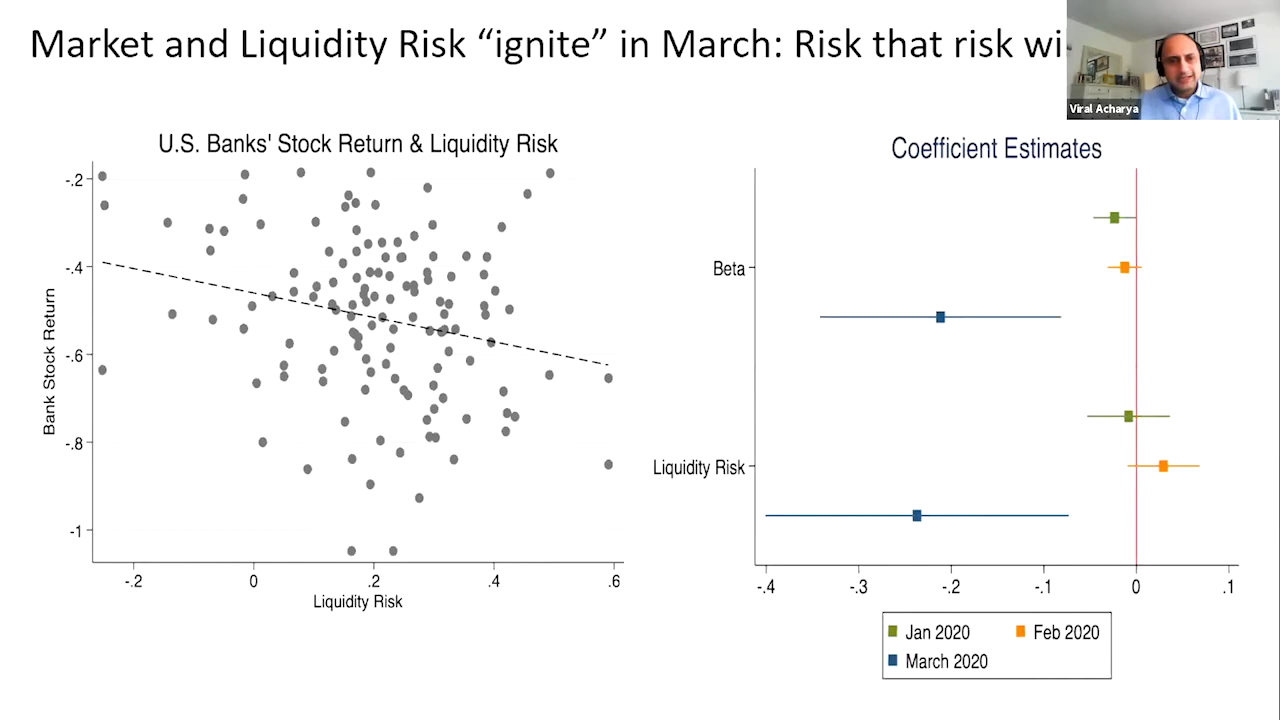 Market and Liquidity Risk “ignite” in March: Risk that risk wi
Viral Acharya
U.S. Banks' Stock Return & Liquidity Risk
Bank Stock Return
-.2
-.4
-.6
-.8
-1
-.2 0 .2 .4 .6
Liquidity Risk
Coefficient Estimates
Beta
Liquidity Risk
-.4 -.3 -.2 -.1 0 .1
Jan 2020 Feb 2020
March 2020